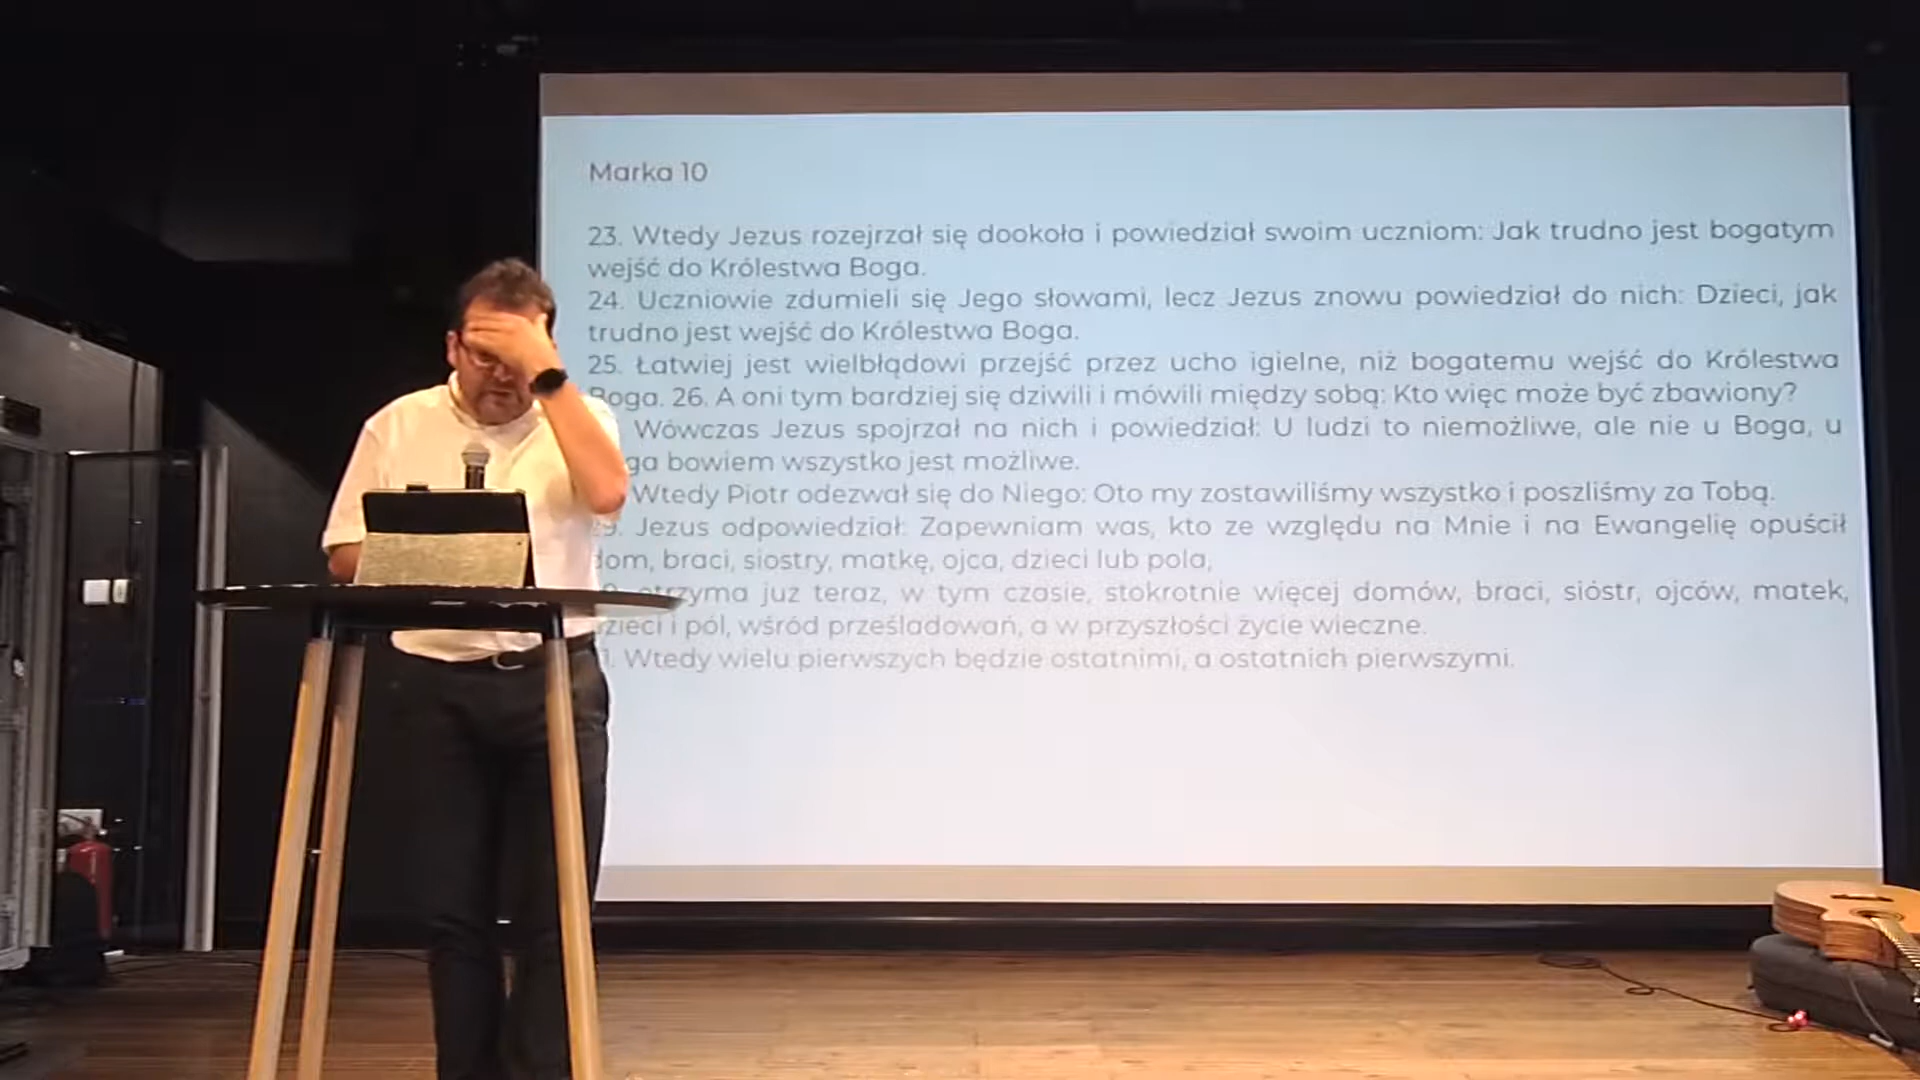 Marka 10
23. Wtedy Jezus rozejrzał się dookoła i powiedział swoim uczniom: Jak trudno jest bogatym
wejść do Królestwa Boga.
24. Uczniowie zdumieli się Jego słowami, lecz Jezus znowu powiedział do nich: Dzieci, jak
trudno jest wejść do Królestwa Boga.
25. Łatwiej jest wielbłądowi przejść przez ucho igielne, niż bogatemu wejść do Królestwa
Boga. 26. A oni tym bardziej się dziwili i mówili między sobą: Kto więc może być zbawiony?
Wówczas Jezus spojrzał na nich i powiedział: U ludzi to niemożliwe, ale nie u Boga, u
bowiem wszystko jest możliwe.
Wtedy Piotr odezwał się do Niego: Oto my zostawiliśmy wszystko i poszliśmy za Tobą.
29. Jezus odpowiedział: Zapewniam was, kto ze względu na Mnie i na Ewangelię opuścił
dom, braci, siostry, matkę, ojca, dzieci lub pola,
otrzyma już teraz, w tym czasie, stokrotnie więcej domów, braci, sióstr, ojców, matek,
dzieci i pól, wśród prześladowań, a w przyszłości życie wieczne.
Wtedy wielu pierwszych będzie ostatnimi, a ostatnich pierwszymi.